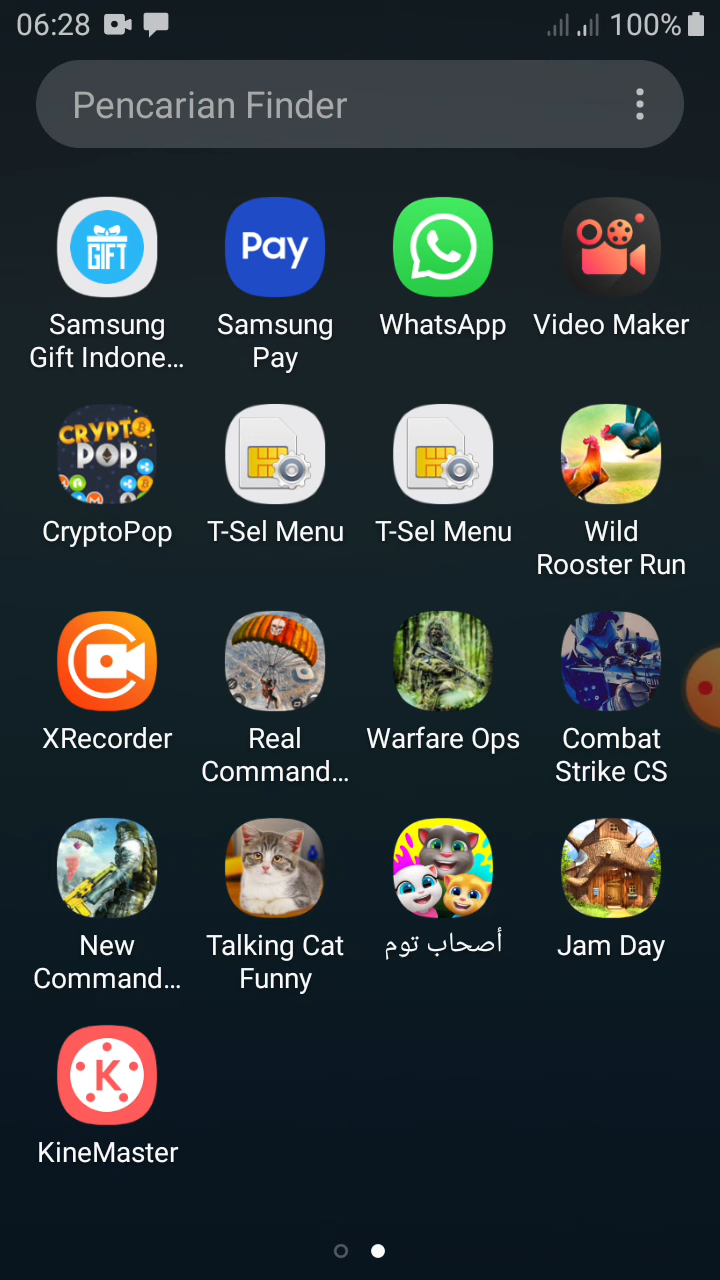 06:28
100%
Pencarian Finder
GIFT
Pay
Samsung
Gift Indone…
Samsung
Pay
WhatsApp
Video Maker
CRYPTO
POP
CryptoPop
T-Sel Menu
T-Sel Menu
Wild
Rooster Run
XRecorder
Real
Command…
Warfare Ops
Combat
Strike CS
New
Command…
Talking Cat
Funny
أصحاب توم
Jam Day
K
KineMaster